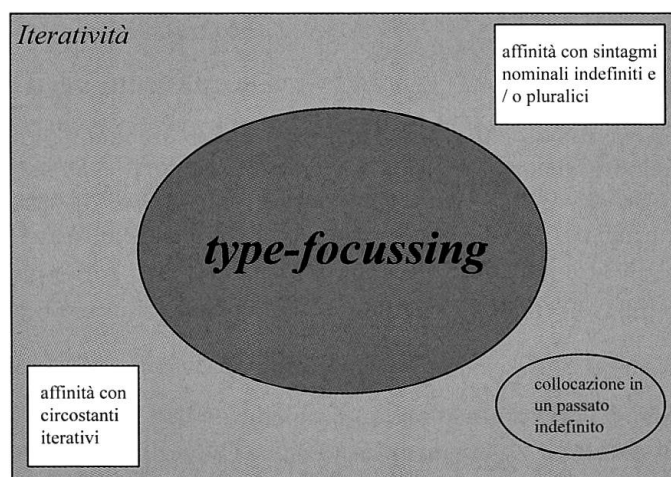 Iteratività
affinità con sintagmi
nominali indefiniti e
/ o pluralici
type-focussing
affinità con
circostanti
iterativi
collocazione in
un passato
indefinito